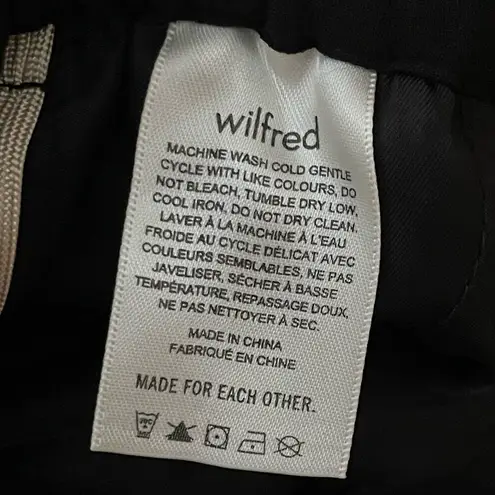 wilfred
MACHINE WASH COLD GENTLE
CYCLE WITH LIKE COLOURS, DO
NOT BLEACH, TUMBLE DRY LOW,
COOL IRON, DO NOT DRY CLEAN.
LAVER À LA MACHINE À L'EAU
FROIDE AU CYCLE DÉLICAT AVEC
COULEURS SEMBLABLES, NE PAS
JAVELISER, SÉCHER À BASSE
TEMPÉRATURE, REPASSAGE DOUX,
NE PAS NETTOYER À SEC.
MADE IN CHINA
FABRIQUÉ EN CHINE
MADE FOR EACH OTHER.